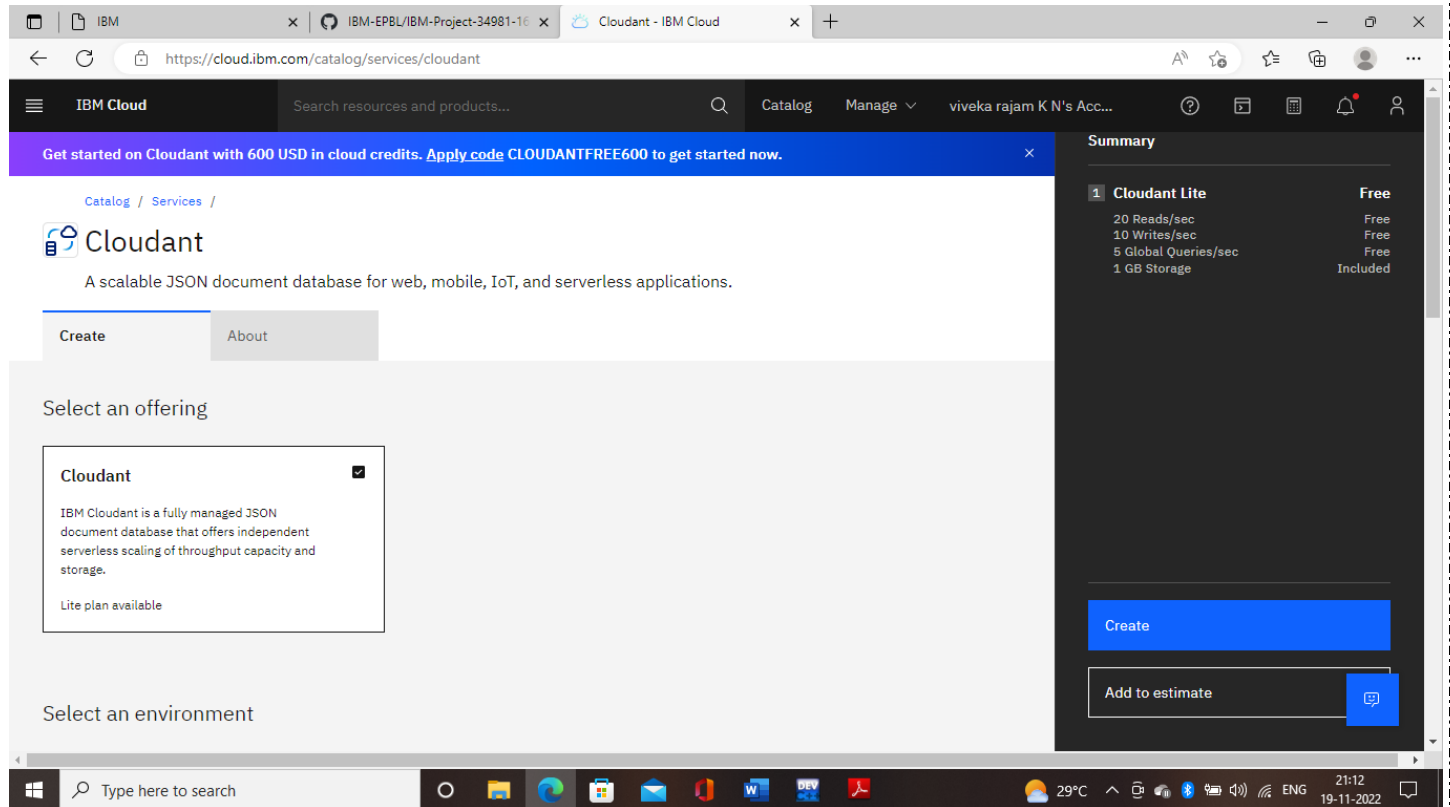 IBM
IBM-EPBL/IBM-Project-34981-16
Cloudant - IBM Cloud
https://cloud.ibm.com/catalog/services/cloudant
IBM Cloud
Search resources and products...
Catalog
Manage
viveka rajam K N's Acc...
Get started on Cloudant with 600 USD in cloud credits. Apply code CLOUDANTFREE600 to get started now.
Catalog / Services /
Cloudant
A scalable JSON document database for web, mobile, IoT, and serverless applications.
Create
About
Select an offering
Cloudant
IBM Cloudant is a fully managed JSON
document database that offers independent
serverless scaling of throughput capacity and
storage.
Lite plan available
Select an environment
Summary
1 Cloudant Lite Free
20 Reads/sec Free
10 Writes/sec Free
5 Global Queries/sec Free
1 GB Storage Included
Create
Add to estimate
Type here to search
DEV
29°C
ENG
21:12
19-11-2022